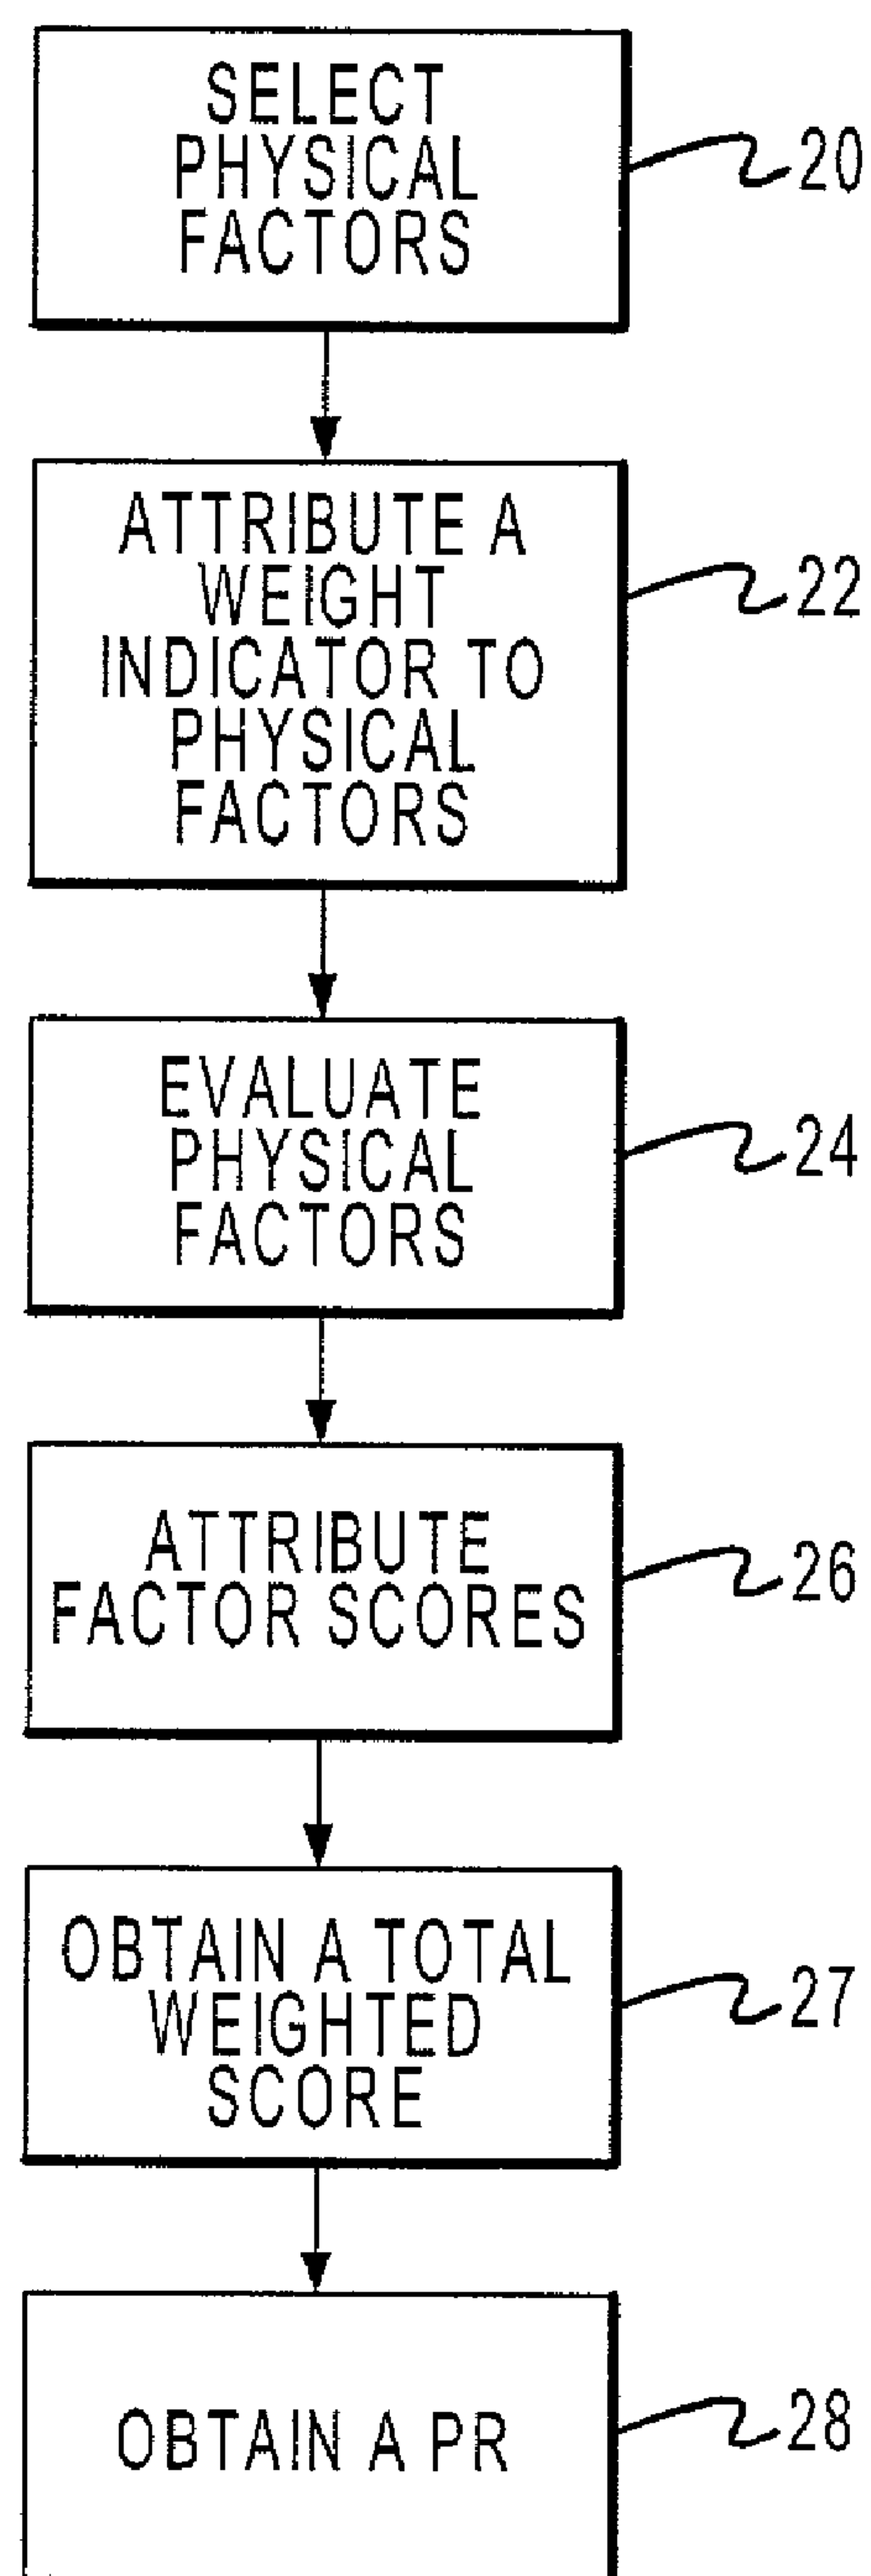 SELECT
PHYSICAL
FACTORS
20
ATTRIBUTE A
WEIGHT
INDICATOR TO
PHYSICAL
FACTORS
22
EVALUATE
PHYSICAL
FACTORS
24
ATTRIBUTE
FACTOR SCORES
26
OBTAIN A TOTAL
WEIGHTED
SCORE
27
OBTAIN A PR
28